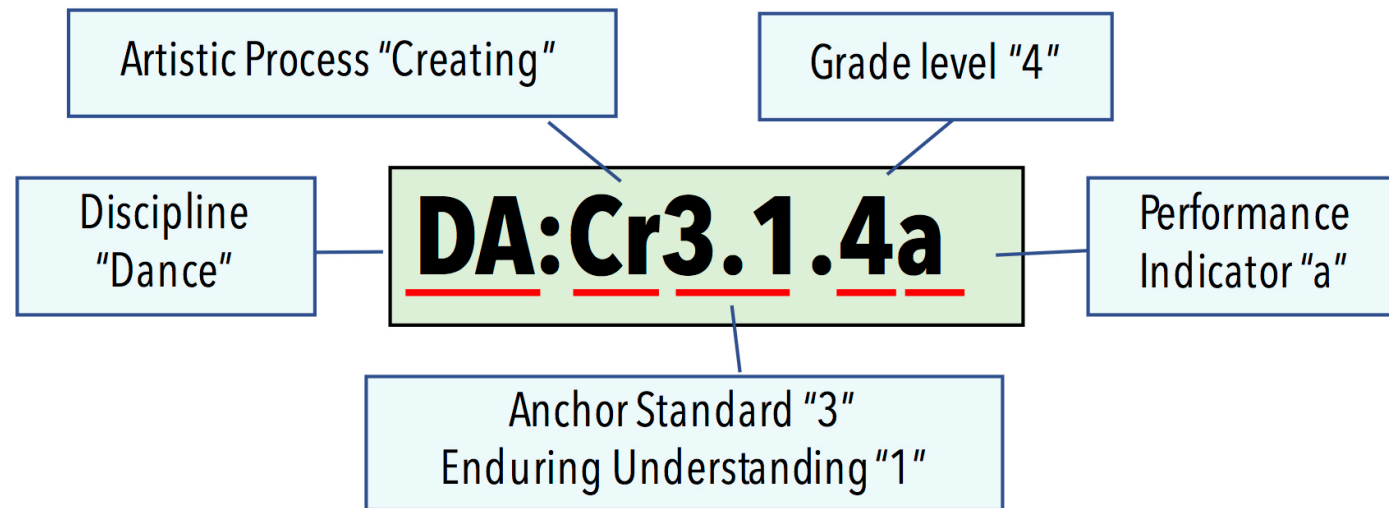 Artistic Process “Creating”
Grade level “4”
Discipline
“Dance”
DA:Cr3.1.4a
Performance
Indicator “a”
Anchor Standard “3”
Enduring Understanding “1”